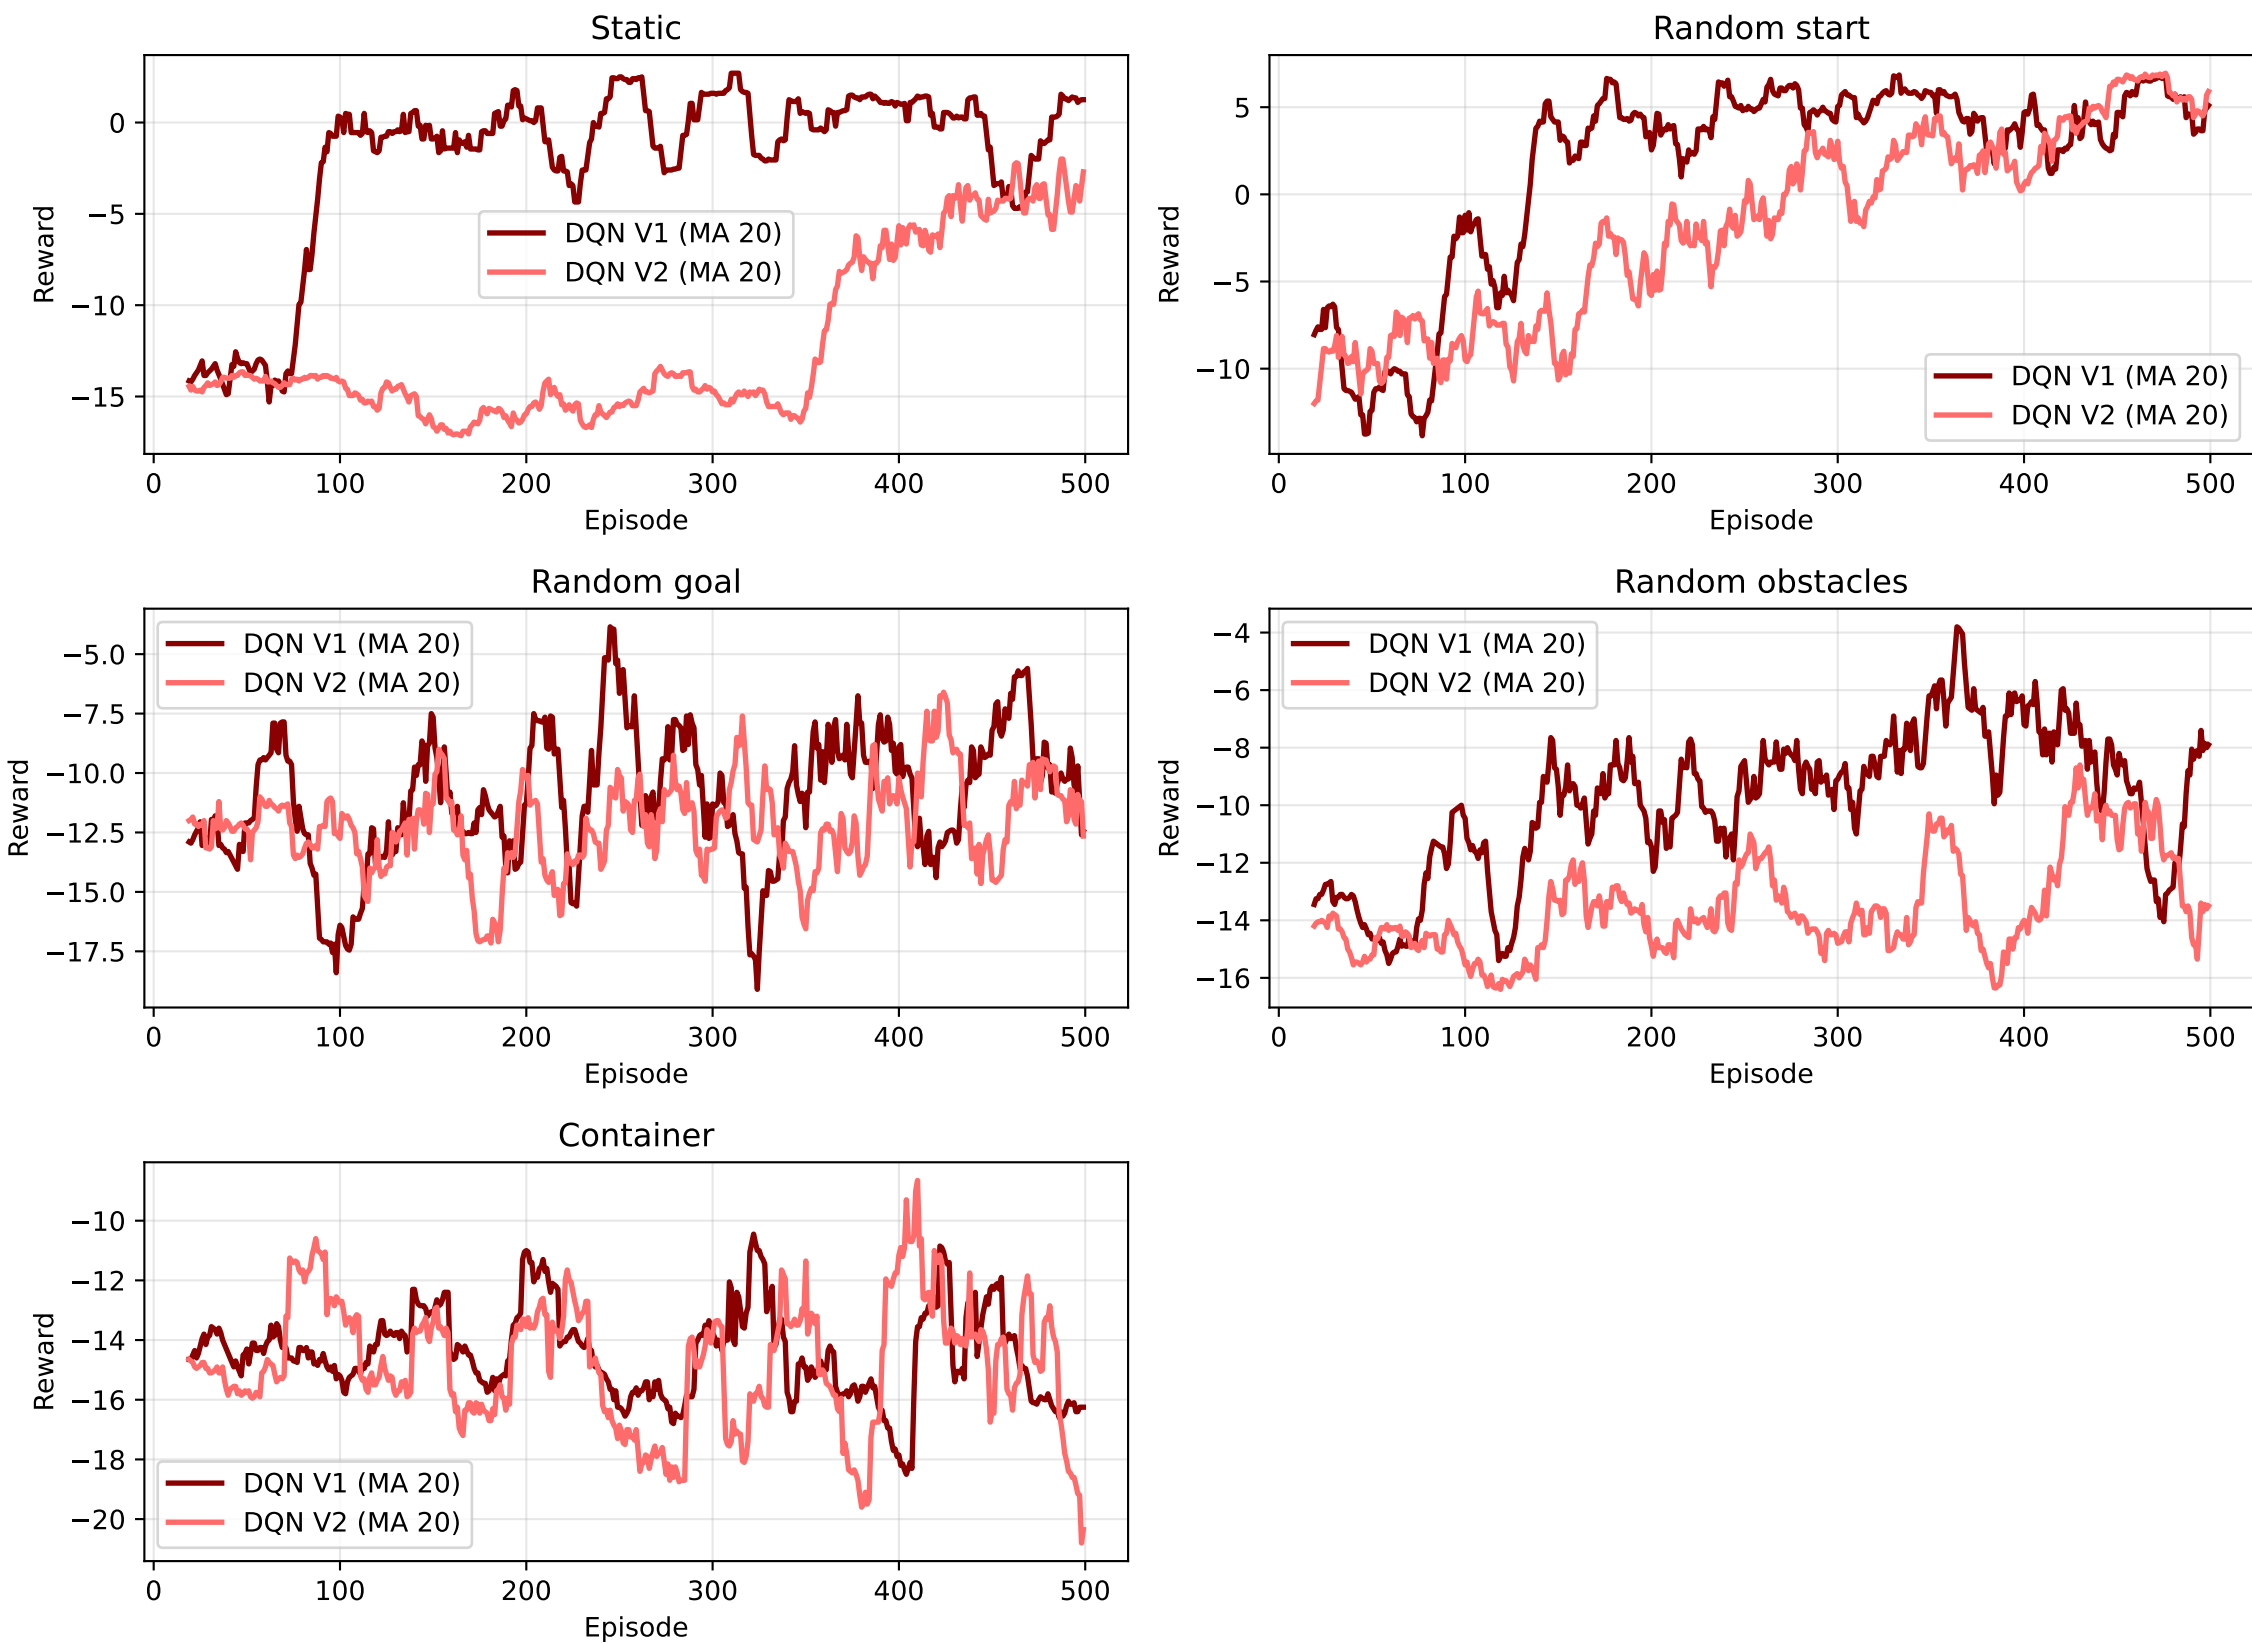 Static
0
−5
−10
−15
Reward
DQN V1 (MA 20)
DQN V2 (MA 20)
0 100 200 300 400 500
Episode
Random start
5
0
−5
−10
Reward
DQN V1 (MA 20)
DQN V2 (MA 20)
0 100 200 300 400 500
Episode
Random goal
−5.0
−7.5
−10.0
−12.5
−15.0
−17.5
Reward
DQN V1 (MA 20)
DQN V2 (MA 20)
0 100 200 300 400 500
Episode
Random obstacles
−4
−6
−8
−10
−12
−14
−16
Reward
DQN V1 (MA 20)
DQN V2 (MA 20)
0 100 200 300 400 500
Episode
Container
−10
−12
−14
−16
−18
−20
Reward
DQN V1 (MA 20)
DQN V2 (MA 20)
0 100 200 300 400 500
Episode